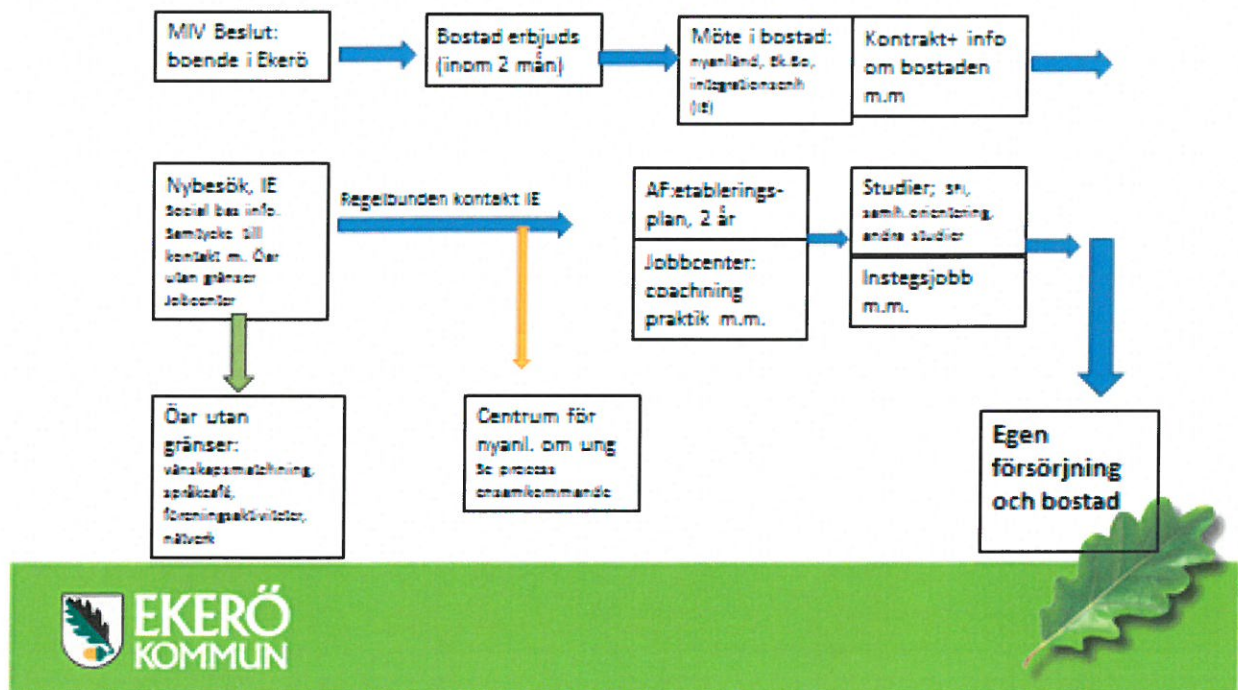 MIV Beslut:
boende i Ekerö
Bostad erbjuds
(inom 2 mån)
Möte i bostad:
nyanländ, Ek.Bo,
integrationsenh
(IE)
Kontrakt+ info
om bostaden
m.m
Nybesök, IE
Social bas info.
Samtycke till
kontakt m. Öar
utan gränser
Jobcenter
Regelbunden kontakt IE
AF:etablerings-
plan, 2 år
Jobbcenter:
coachning
praktik m.m.
Studier; SFI,
samh.orientering,
andra studier
Instegsjobb
m.m.
Öar utan
gränser:
vänskapsmatchning,
språkcafé,
föreningsaktiviteter,
nätverk
Centrum för
nyanl. om ung
Se process
ensamkommande
Egen
försörjning
och bostad
EKERÖ
KOMMUN